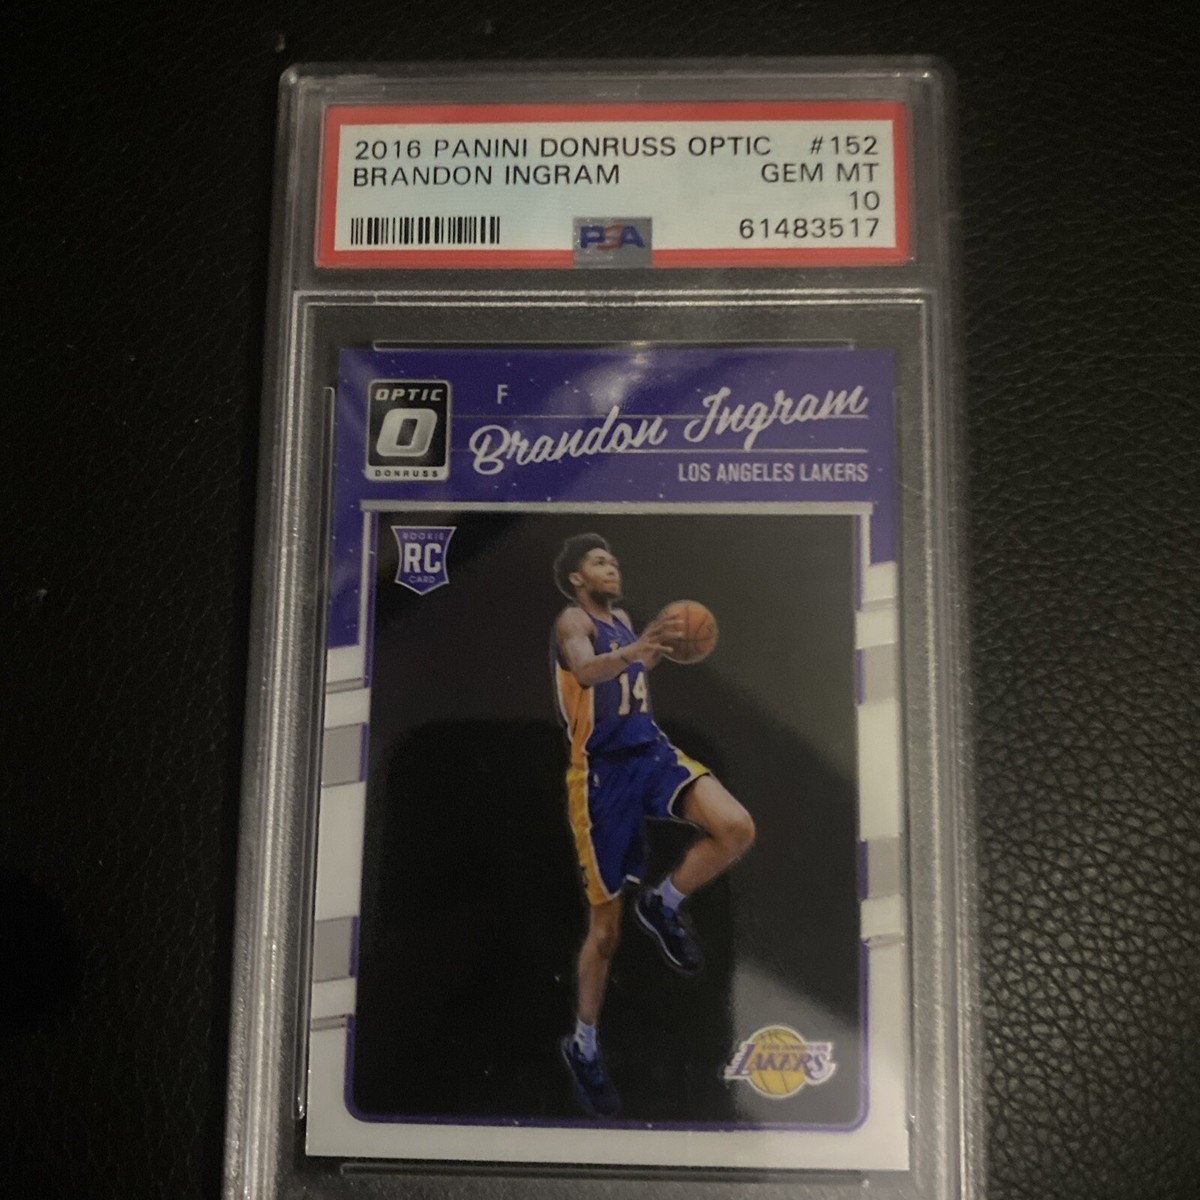 2016 PANINI DONRUSS OPTIC #152
BRANDON INGRAM GEM MT
10
PSA 61483517
OPTIC
O
DONRUSS
F
Brandon Ingram
LOS ANGELES LAKERS
ROOKIE
RC
CARD
14
LAKERS